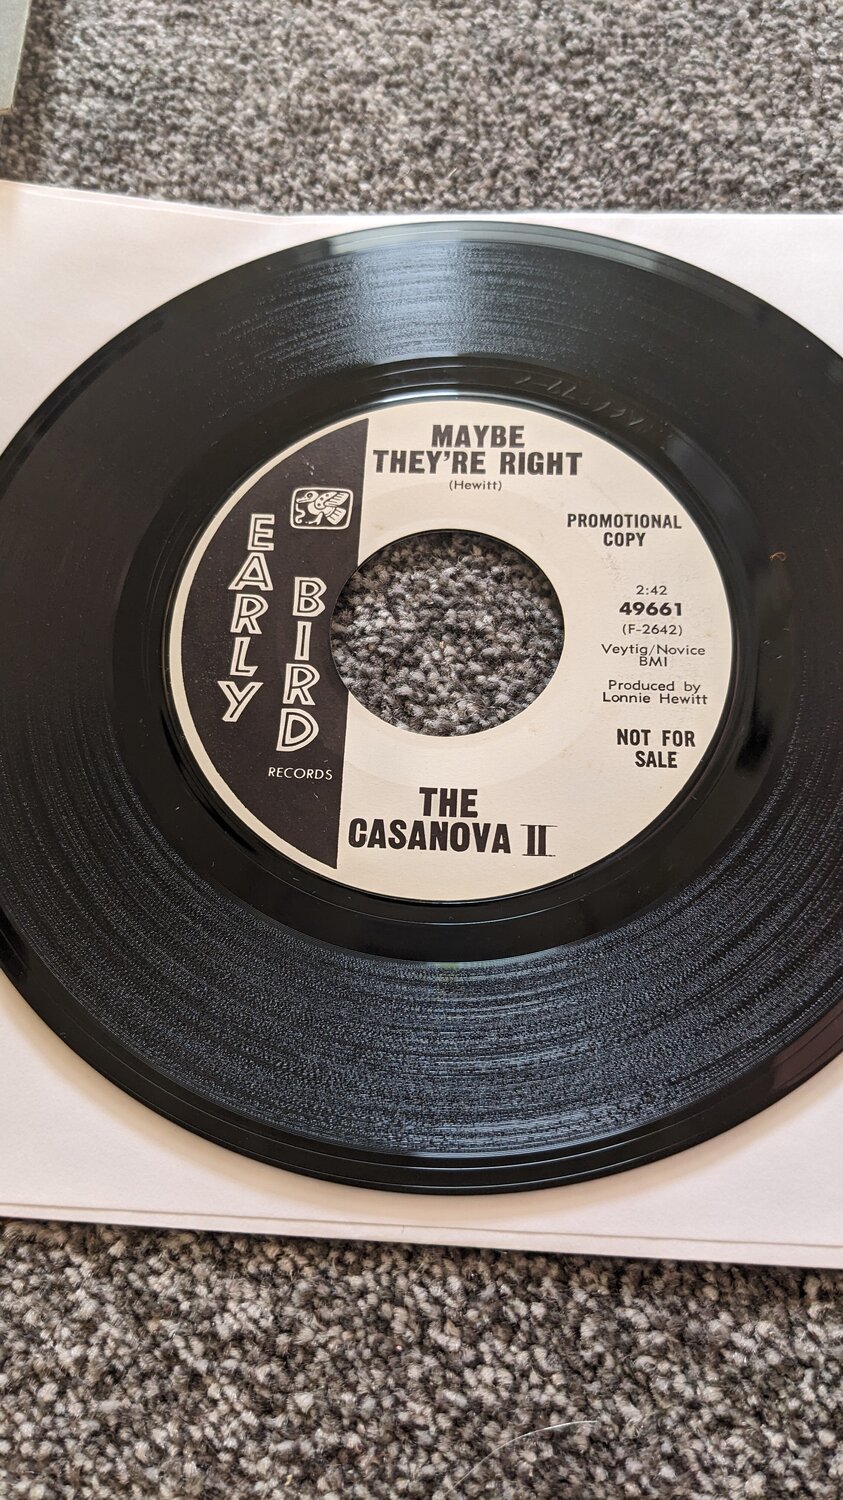 MAYBE
THEY'RE RIGHT
(Hewitt)
EARLY
BIRD
RECORDS
PROMOTIONAL
COPY
2:42
49661
(F-2642)
Veytig/Novice
BMI
Produced by
Lonnie Hewitt
NOT FOR
SALE
THE
CASANOVA II